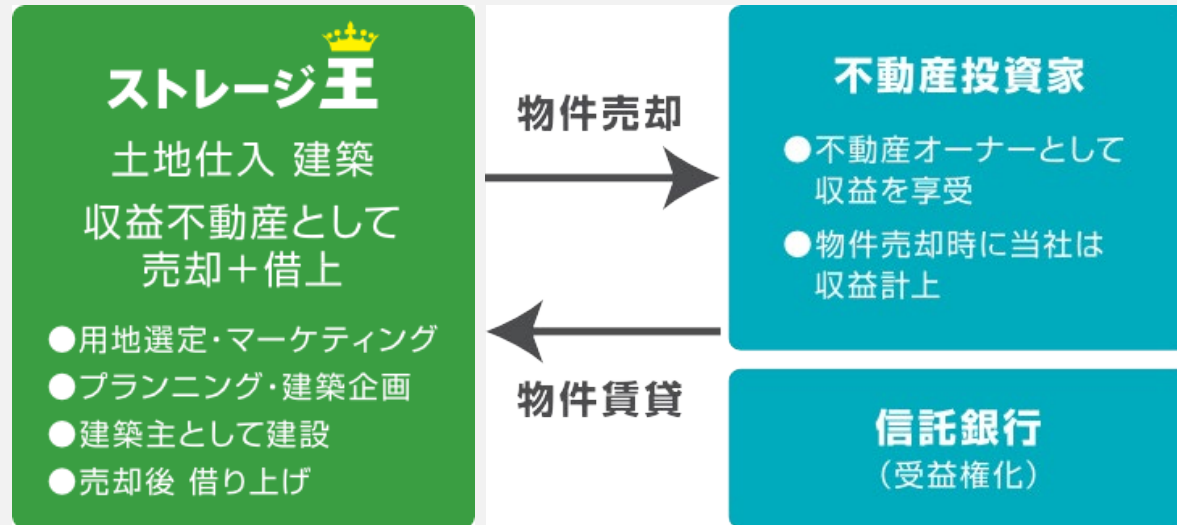 ストレージ王
土地仕入 建築
収益不動産として
売却+借上
●用地選定・マーケティング
●プランニング・建築企画
●建築主として建設
●売却後 借り上げ
物件売却
物件賃貸
不動産投資家
●不動産オーナーとして
収益を享受
●物件売却時に当社は
収益計上
信託銀行
(受益権化)